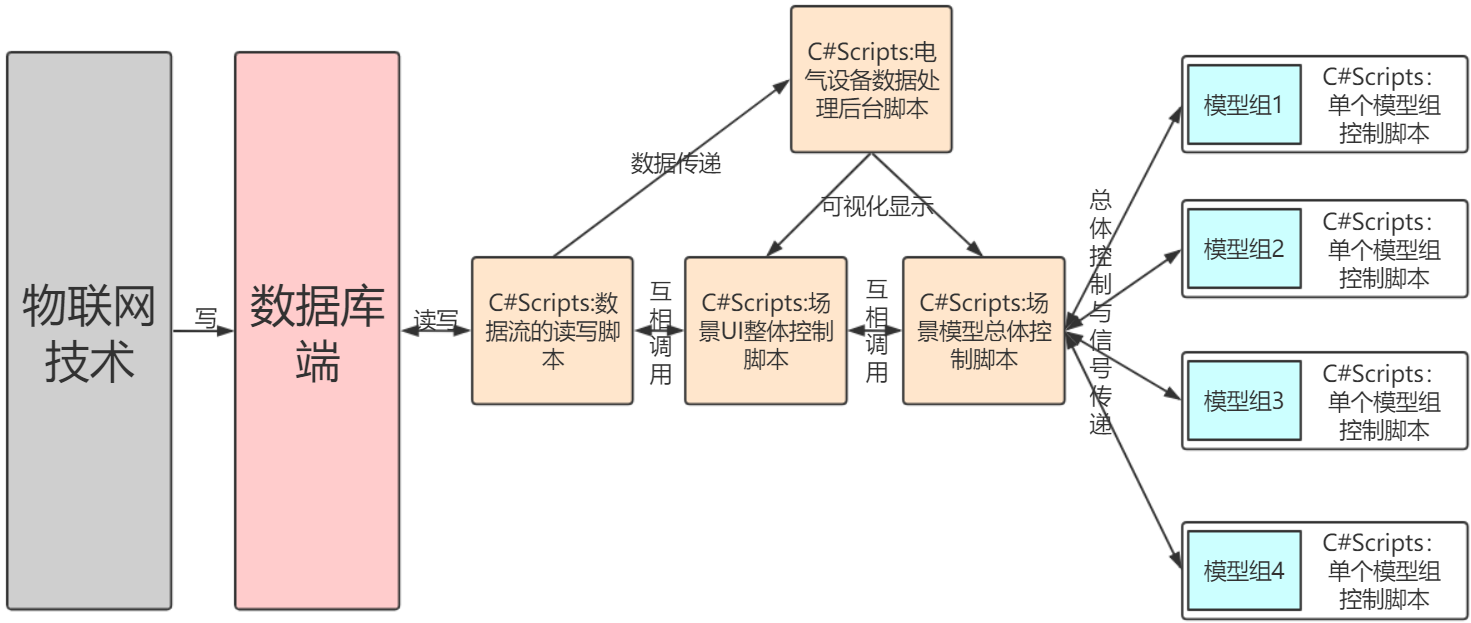 物联网
技术
写
数据库
端
读写
C#Scripts:数
据流的读写脚
本
数据传递
C#Scripts:电
气设备数据处
理后台脚本
可视化显示
互
相
调
用
C#Scripts:场
景UI整体控制
脚本
互
相
调
用
C#Scripts:场
景模型总体控
制脚本
总
体
控
制
与
信
号
传
递
模型组1
C#Scripts：
单个模型组
控制脚本
模型组2
C#Scripts：
单个模型组
控制脚本
模型组3
C#Scripts：
单个模型组
控制脚本
模型组4
C#Scripts：
单个模型组
控制脚本